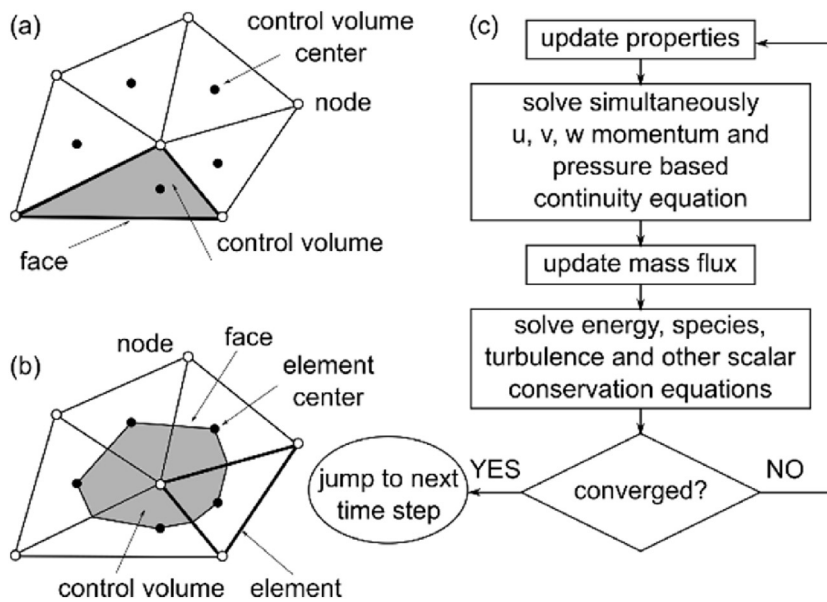 (a)
control volume
center
node
control volume
face
(b)
node
face
element
center
control volume
element
(c)
update properties
solve simultaneously
u, v, w momentum and
pressure based
continuity equation
update mass flux
solve energy, species,
turbulence and other scalar
conservation equations
converged?
YES
NO
jump to next
time step